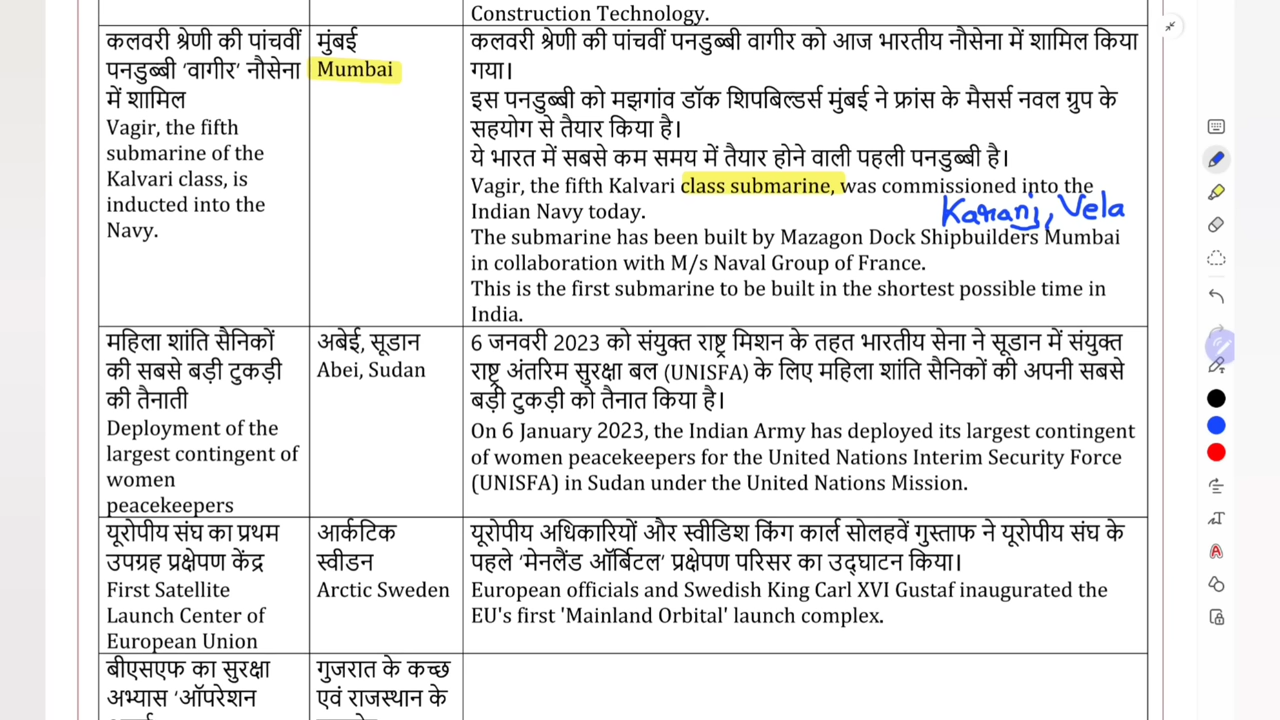 Construction Technology.
कलवरी श्रेणी की पांचवीं
पनडुब्बी ‘वागीर’ नौसेना
में शामिल
Vagir, the fifth
submarine of the
Kalvari class, is
inducted into the
Navy.
मुंबई
Mumbai
कलवरी श्रेणी की पांचवीं पनडुब्बी वागीर को आज भारतीय नौसेना में शामिल किया
गया।
इस पनडुब्बी को मझगांव डॉक शिपबिल्डर्स मुंबई ने फ्रांस के मैसर्स नवल ग्रुप के
सहयोग से तैयार किया है।
ये भारत में सबसे कम समय में तैयार होने वाली पहली पनडुब्बी है।
Vagir, the fifth Kalvari class submarine, was commissioned into the
Indian Navy today.
Karanj, Vela
The submarine has been built by Mazagon Dock Shipbuilders Mumbai
in collaboration with M/s Naval Group of France.
This is the first submarine to be built in the shortest possible time in
India.
महिला शांति सैनिकों
की सबसे बड़ी टुकड़ी
की तैनाती
Deployment of the
largest contingent of
women
peacekeepers
अबेई, सूडान
Abei, Sudan
6 जनवरी 2023 को संयुक्त राष्ट्र मिशन के तहत भारतीय सेना ने सूडान में संयुक्त
राष्ट्र अंतरिम सुरक्षा बल (UNISFA) के लिए महिला शांति सैनिकों की अपनी सबसे
बड़ी टुकड़ी को तैनात किया है।
On 6 January 2023, the Indian Army has deployed its largest contingent
of women peacekeepers for the United Nations Interim Security Force
(UNISFA) in Sudan under the United Nations Mission.
यूरोपीय संघ का प्रथम
उपग्रह प्रक्षेपण केंद्र
First Satellite
Launch Center of
European Union
आर्कटिक
स्वीडन
Arctic Sweden
यूरोपीय अधिकारियों और स्वीडिश किंग कार्ल सोलहवें गुस्ताफ ने यूरोपीय संघ के
पहले ‘मेनलैंड ऑर्बिटल’ प्रक्षेपण परिसर का उद्घाटन किया।
European officials and Swedish King Carl XVI Gustaf inaugurated the
EU's first 'Mainland Orbital' launch complex.
बीएसएफ का सुरक्षा
अभ्यास ‘ऑपरेशन
गुजरात के कच्छ
एवं राजस्थान के